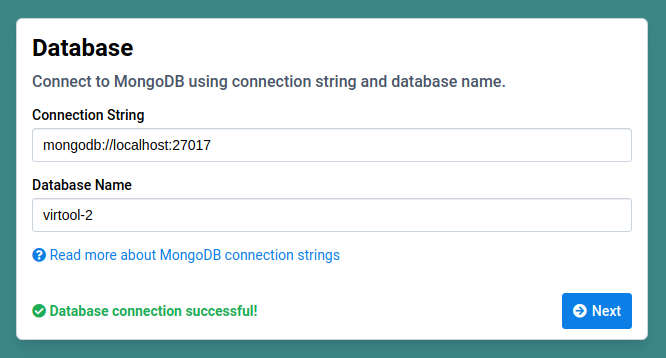 Database
Connect to MongoDB using connection string and database name.
Connection String
mongodb://localhost:27017
Database Name
virtool-2
Read more about MongoDB connection strings
Database connection successful!
Next